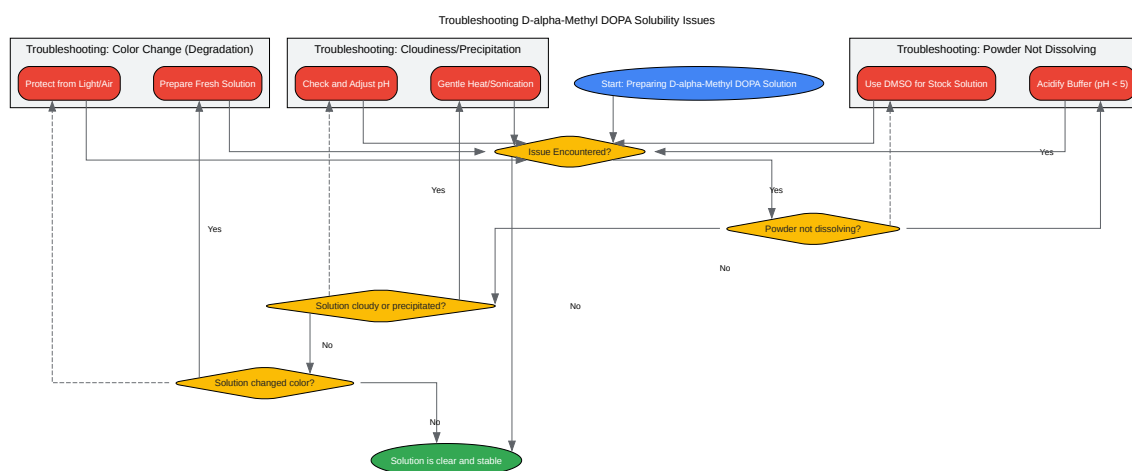 Troubleshooting D-alpha-Methyl DOPA Solubility Issues
Troubleshooting: Color Change (Degradation)
Protect from Light/Air
Prepare Fresh Solution
Troubleshooting: Cloudiness/Precipitation
Check and Adjust pH
Gentle Heat/Sonication
Start: Preparing D-alpha-Methyl DOPA Solution
Troubleshooting: Powder Not Dissolving
Use DMSO for Stock Solution
Acidify Buffer (pH < 5)
Issue Encountered?
Yes
Yes
Yes
Powder not dissolving?
Yes
No
Solution cloudy or precipitated?
No
No
Solution changed color?
No
Solution is clear and stable